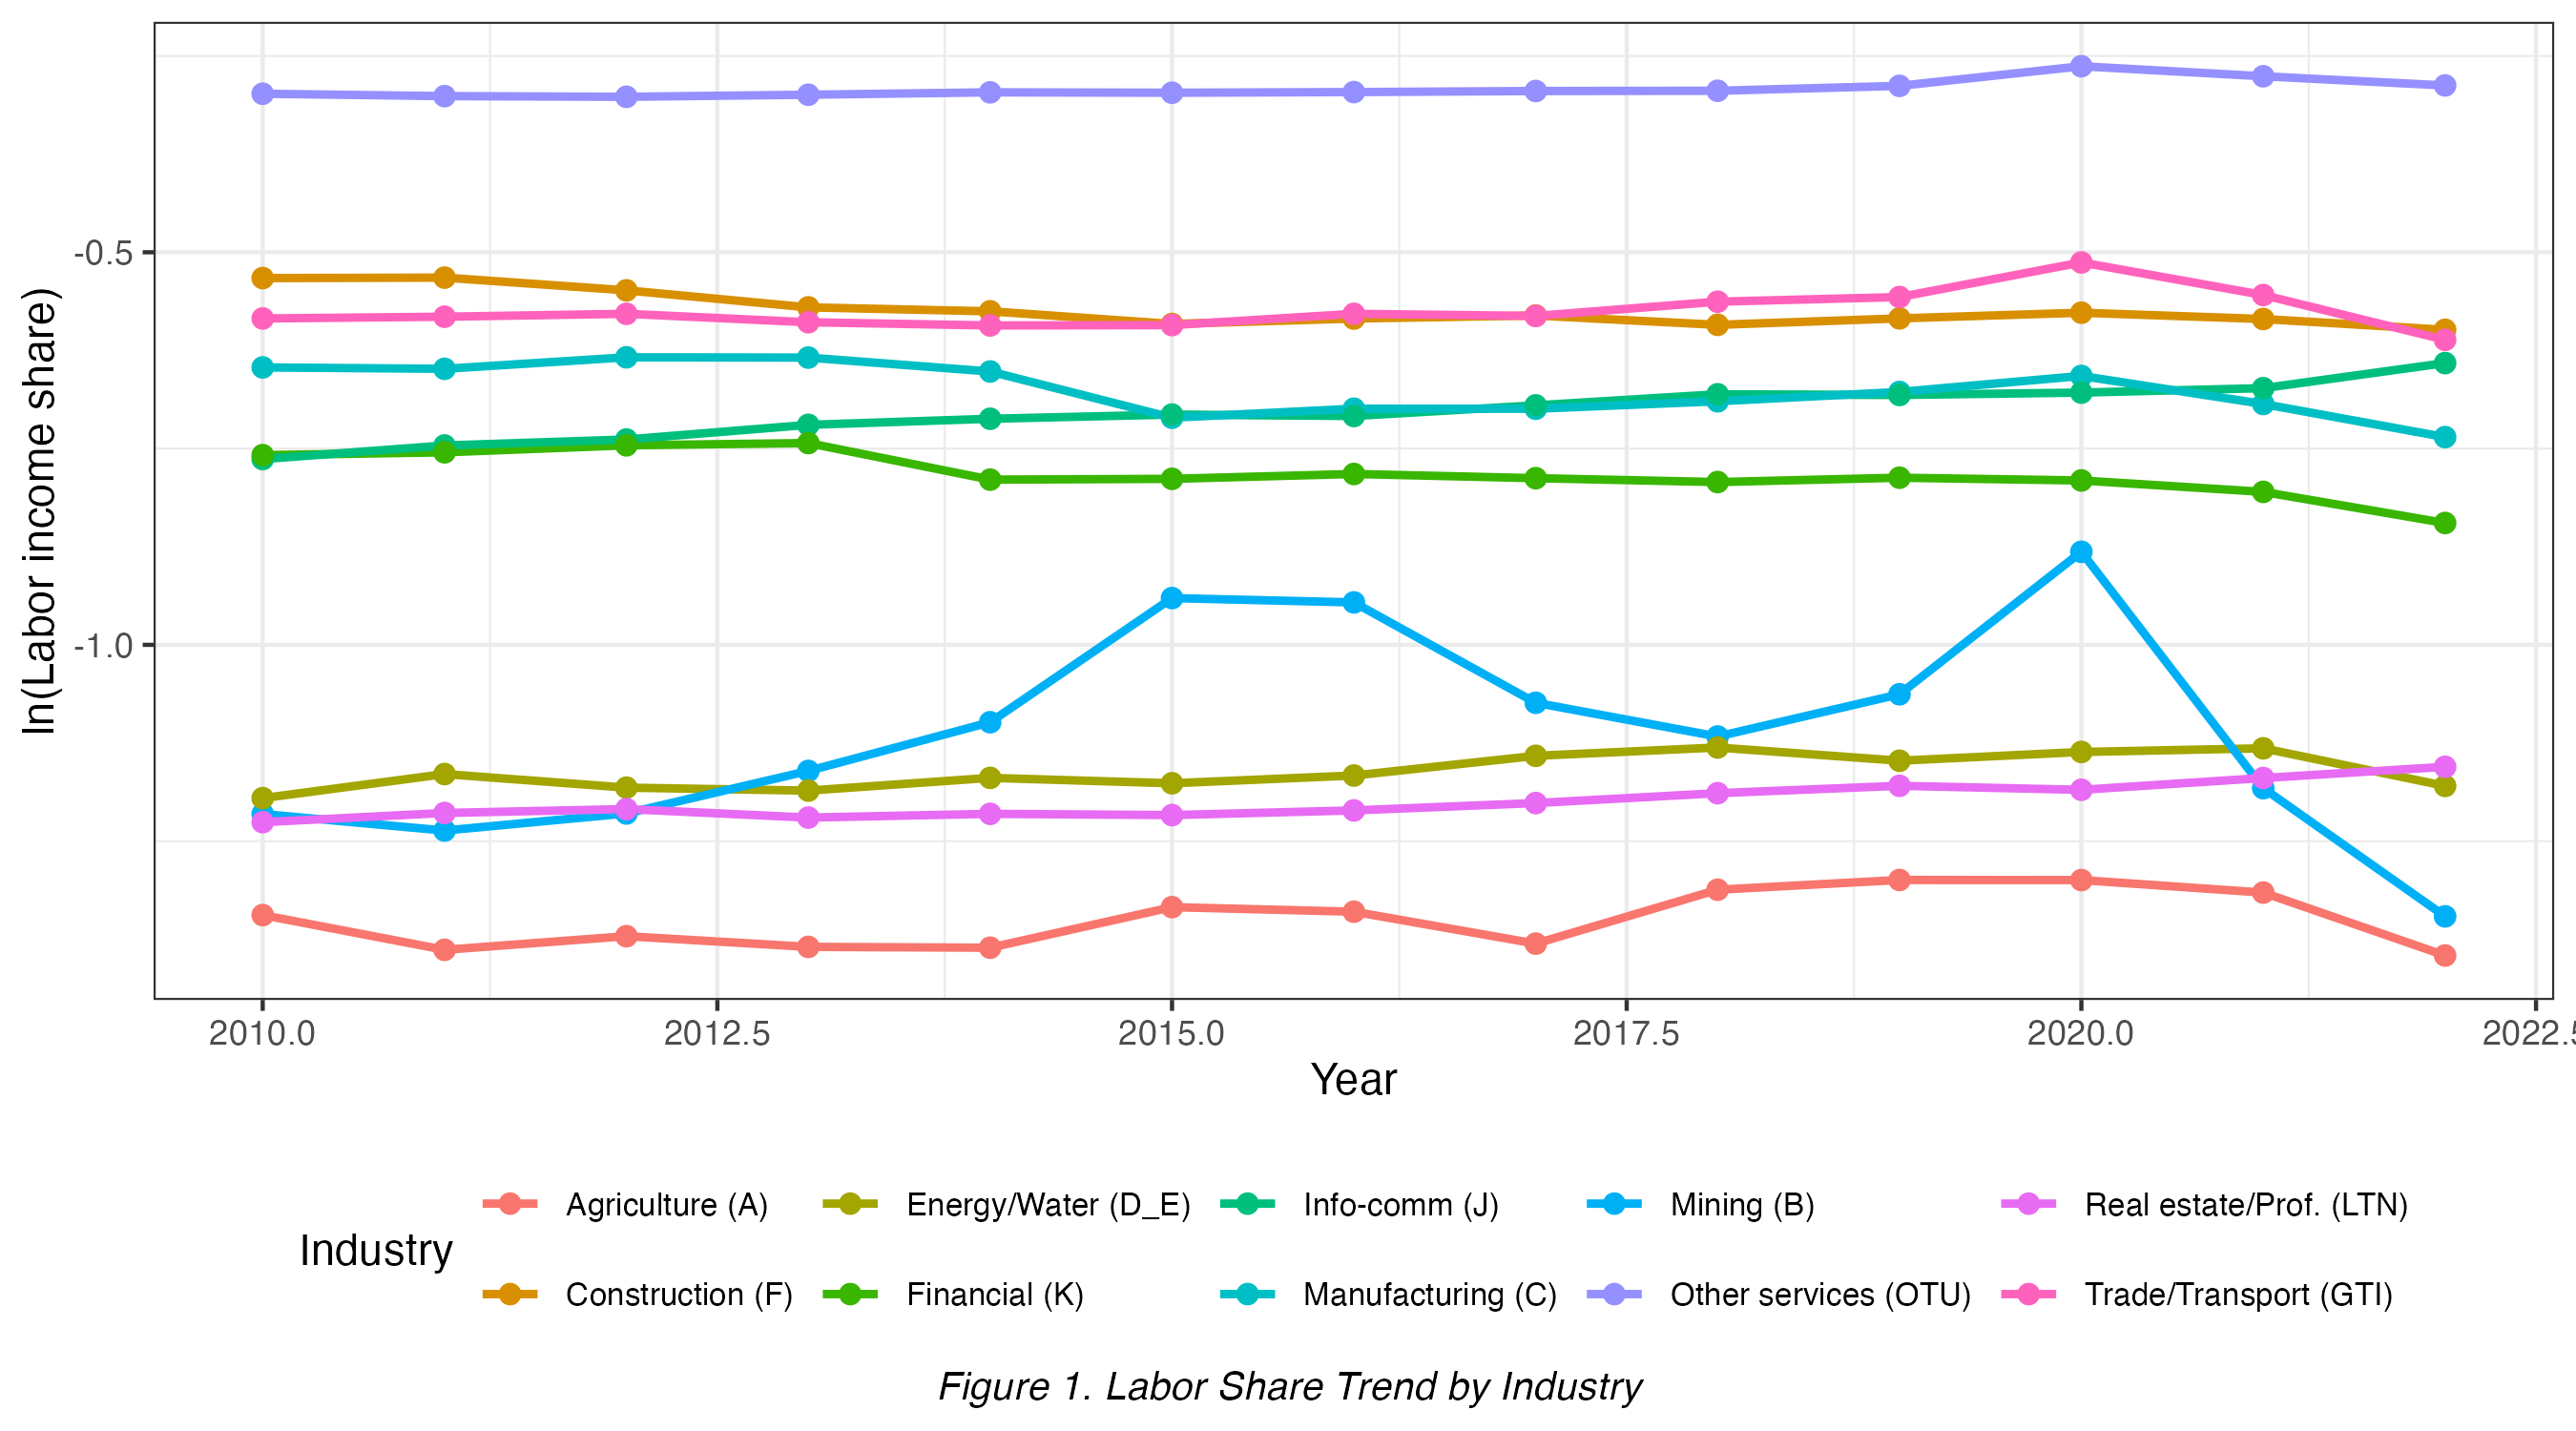 ln(Labor income share)
-0.5
-1.0
2010.0 2012.5 2015.0 2017.5 2020.0 2022.5
Year
Industry
Agriculture (A) Energy/Water (D_E) Info-comm (J) Mining (B) Real estate/Prof. (LTN)
Construction (F) Financial (K) Manufacturing (C) Other services (OTU) Trade/Transport (GTI)
Figure 1. Labor Share Trend by Industry